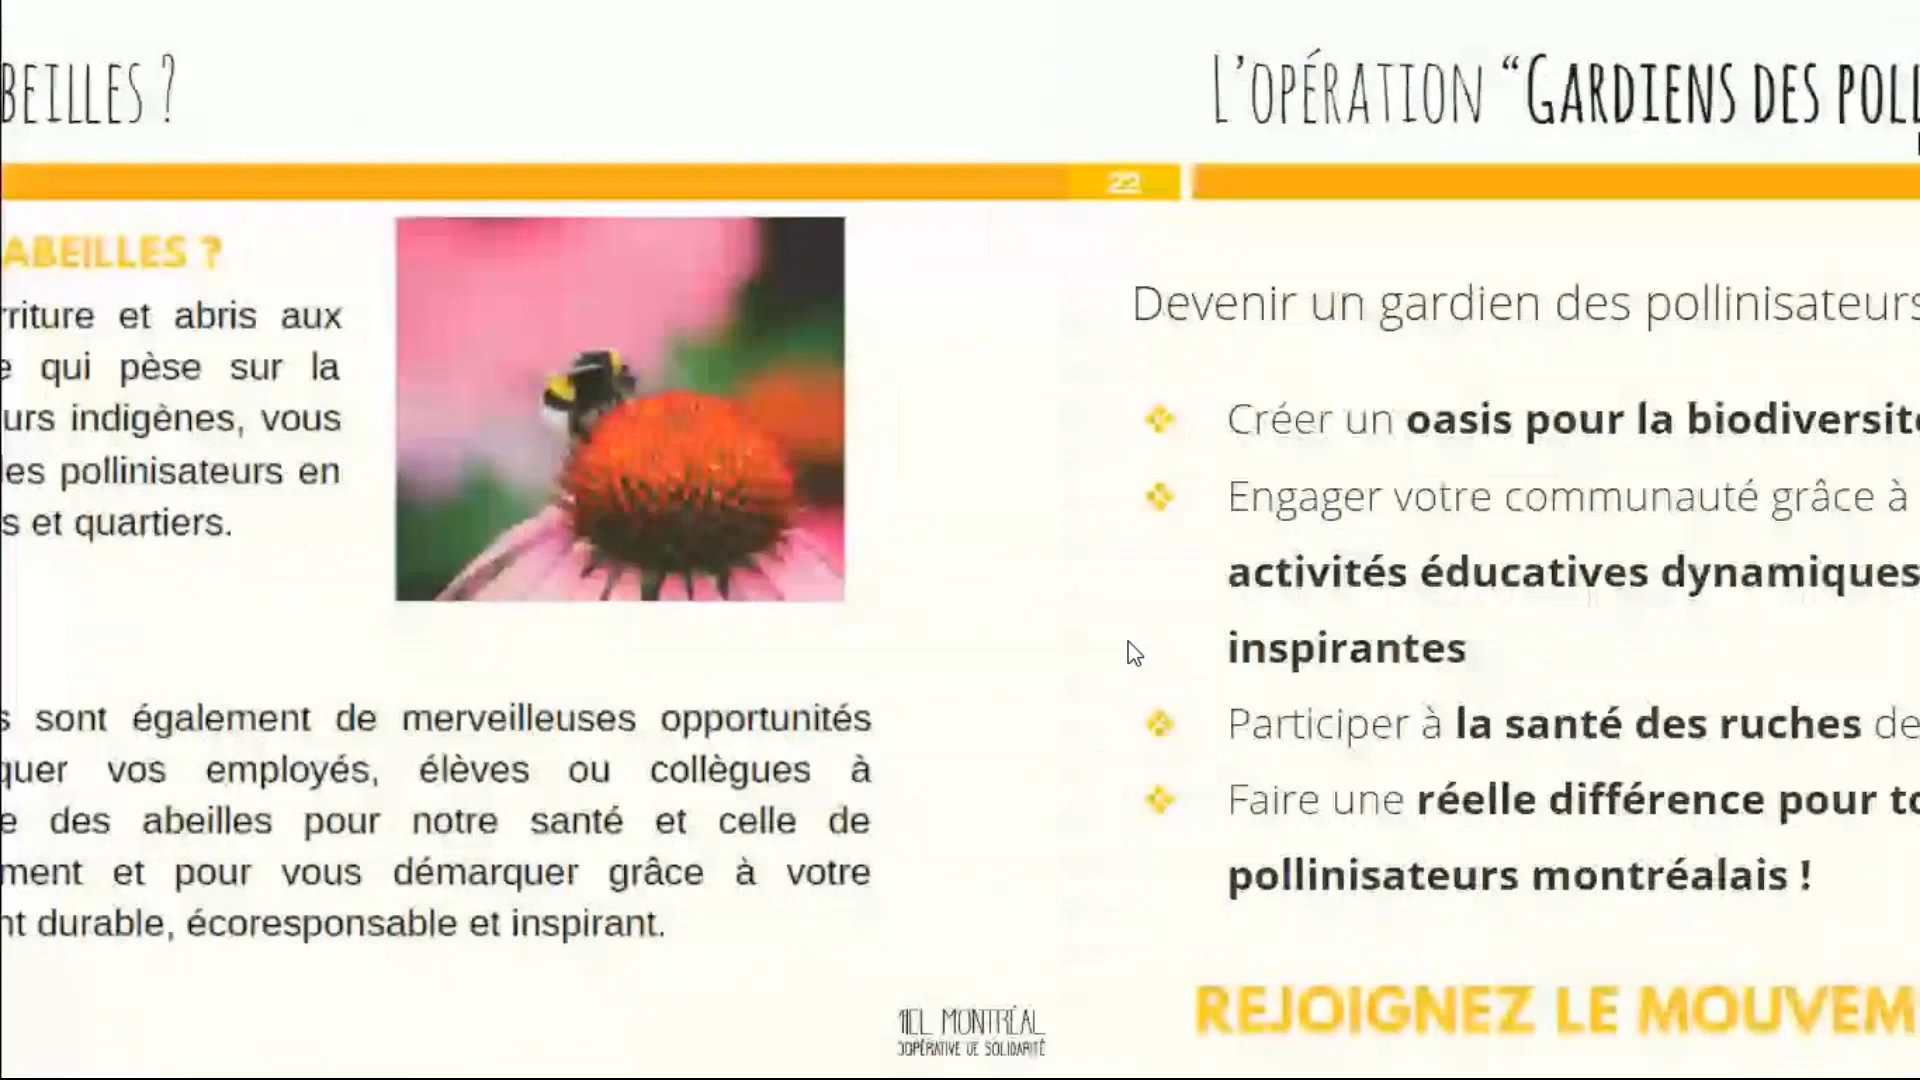 BEILLES ?
ABEILLES ?
rriture et abris aux
e qui pèse sur la
urs indigènes, vous
es pollinisateurs en
s et quartiers.
s sont également de merveilleuses opportunités
quer vos employés, élèves ou collègues à
e des abeilles pour notre santé et celle de
ment et pour vous démarquer grâce à votre
nt durable, écoresponsable et inspirant.
MIEL MONTRÉAL
COOPÉRATIVE DE SOLIDARITÉ
22
L’OPÉRATION “GARDIENS DES POLL
Devenir un gardien des pollinisateurs
Créer un oasis pour la biodiversité
Engager votre communauté grâce à
activités éducatives dynamiques
inspirantes
Participer à la santé des ruches de
Faire une réelle différence pour to
pollinisateurs montréalais !
REJOIGNEZ LE MOUVEM